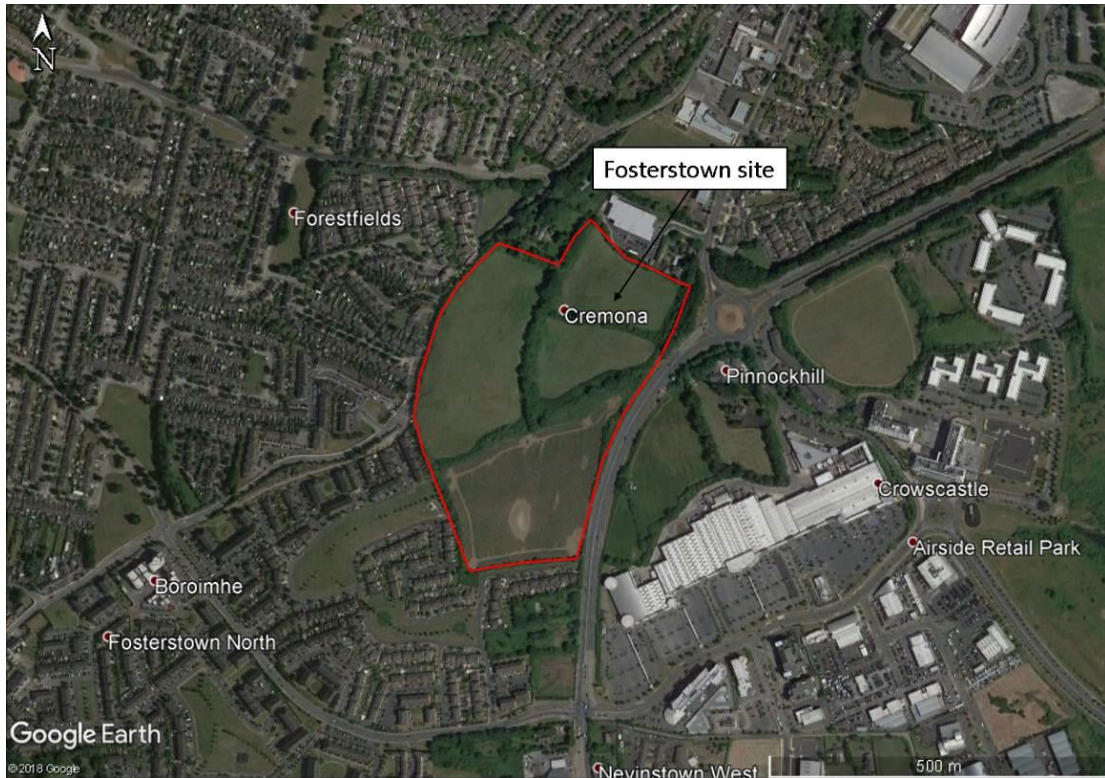 N
Fosterstown site
Forestfields
Cremona
Pinnockhill
Crowscastle
Airside Retail Park
Boroimhe
Fosterstown North
Google Earth
© 2018 Google
Nevinstown West
500 m